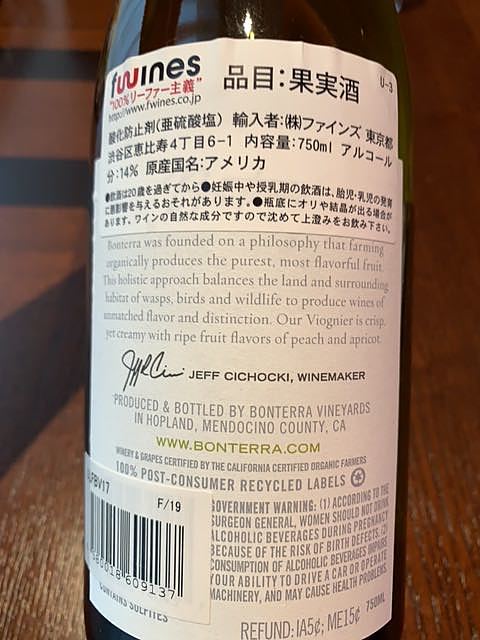 fwines
"100%リーファー主義"
http://www.fwines.co.jp
品目:果実酒
U-3
酸化防止剤(亜硫酸塩) 輸入者:㈱ファインズ 東京都
渋谷区恵比寿4丁目6-1 内容量:750ml アルコール
分:14% 原産国名:アメリカ
●飲酒は20歳を過ぎてから●妊娠中や授乳期の飲酒は、胎児・乳児の発育
に悪影響を与えるおそれがあります。●瓶底にオリや結晶が出る場合が
あります。ワインの自然な成分ですので沈めて上澄みをお飲み下さい。
Bonterra was founded on a philosophy that farming
organically produces the purest, most flavorful fruit.
This holistic approach balances the land and surrounding
habitat of wasps, birds and wildlife to produce wines of
unmatched flavor and distinction. Our Viognier is crisp,
yet creamy with ripe fruit flavors of peach and apricot.
JEFF CICHOCKI, WINEMAKER
PRODUCED & BOTTLED BY BONTERRA VINEYARDS
IN HOPLAND, MENDOCINO COUNTY, CA
WWW.BONTERRA.COM
WINERY & GRAPES CERTIFIED BY THE CALIFORNIA CERTIFIED ORGANIC FARMERS
100% POST-CONSUMER RECYCLED LABELS
F/19
609137
CONTAINS SULFITES
GOVERNMENT WARNING: (1) ACCORDING TO THE
SURGEON GENERAL, WOMEN SHOULD NOT DRINK
ALCOHOLIC BEVERAGES DURING PREGNANCY
BECAUSE OF THE RISK OF BIRTH DEFECTS. (2)
CONSUMPTION OF ALCOHOLIC BEVERAGES IMPAIRS
YOUR ABILITY TO DRIVE A CAR OR OPERATE
MACHINERY, AND MAY CAUSE HEALTH PROBLEMS.
750ML
REFUND: IA5¢; ME15¢